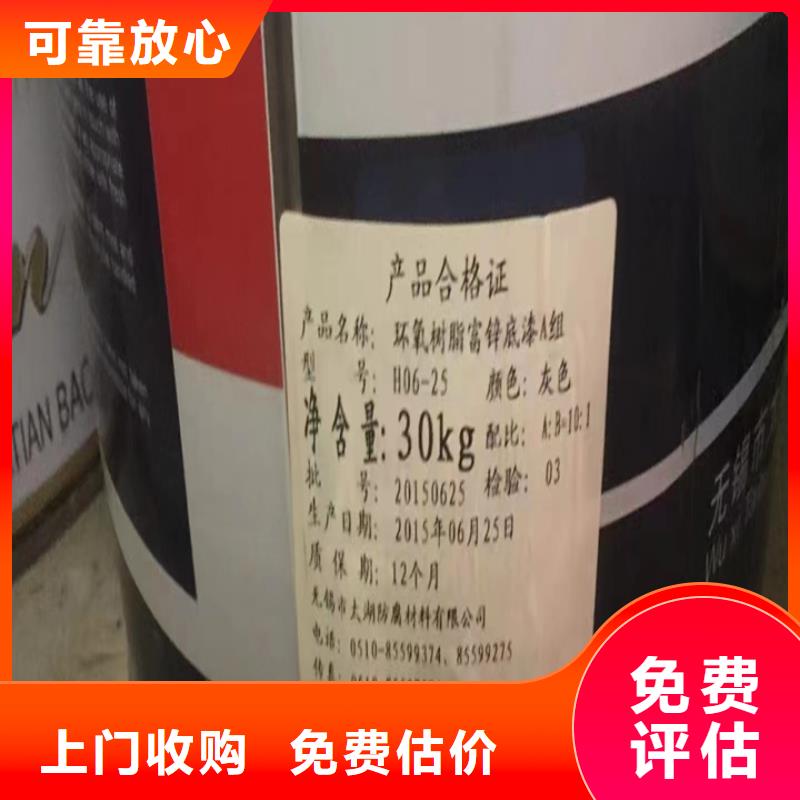 可靠放心
产品合格证
产品名称: 环氧树脂富锌底漆A组
型 号: H06-25 颜色: 灰色
净含量: 30kg 配比: A:B=10:1
批 号: 20150625 检验: 03
生产日期: 2015年06月25日
质 保 期: 12个月
无锡市太湖防腐材料有限公司
电话: 0510-85599374、85599275
无锡市
TIAN BAC
上门收购 免费估价
免费
评估